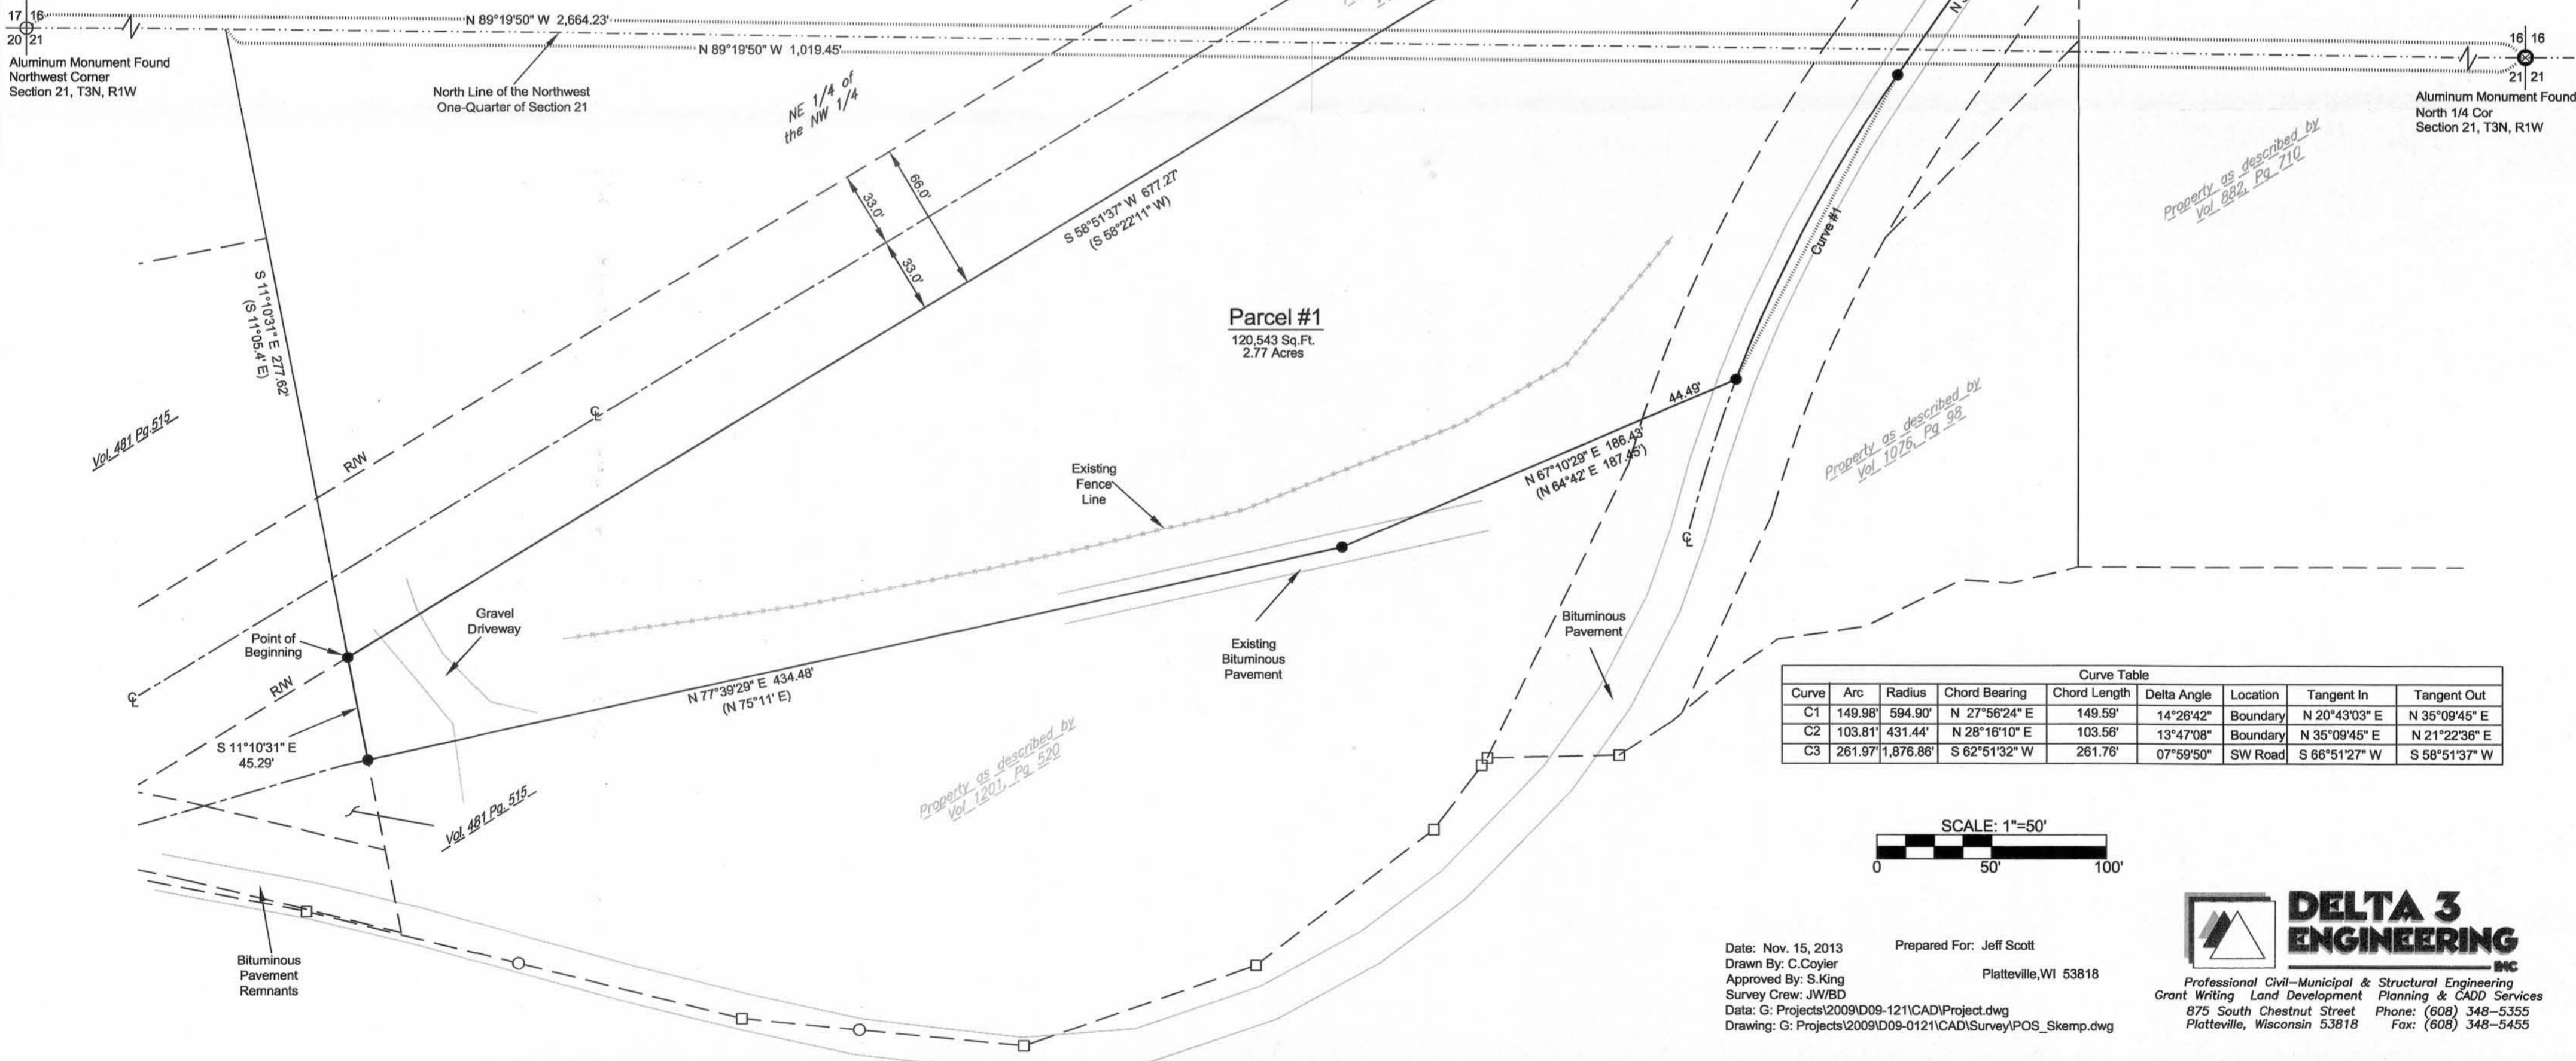 17 16
20 21
Aluminum Monument Found
Northwest Corner
Section 21, T3N, R1W
N 89°19'50" W 2,664.23'
N 89°19'50" W 1,019.45'
North Line of the Northwest
One-Quarter of Section 21
NE 1/4 of
the NW 1/4
16 16
21 21
Aluminum Monument Found
North 1/4 Cor
Section 21, T3N, R1W
Property as described by
Vol 882, Pg 710
66.0'
33.0'
33.0'
S 58°51'37" W 677.27'
(S 58°22'11" W)
Curve #1
S 11°10'31" E 277.62'
(S 11°05.4' E)
Parcel #1
120,543 Sq.Ft.
2.77 Acres
44.49'
Vol. 481 Pg.515
R/W
Existing
Fence
Line
N 67°10'29" E 186.43'
(N 64°42' E 187.45')
Property as described by
Vol 1076, Pg 98
Point of
Beginning
Gravel
Driveway
R/W
Existing
Bituminous
Pavement
Bituminous
Pavement
N 77°39'29" E 434.48'
(N 75°11' E)
S 11°10'31" E
45.29'
Vol. 481 Pg. 515
Property as described by
Vol 1201, Pg 520
Bituminous
Pavement
Remnants
Curve Table
Curve Arc Radius Chord Bearing Chord Length Delta Angle Location Tangent In Tangent Out
C1 149.98' 594.90' N 27°56'24" E 149.59' 14°26'42" Boundary N 20°43'03" E N 35°09'45" E
C2 103.81' 431.44' N 28°16'10" E 103.56' 13°47'08" Boundary N 35°09'45" E N 21°22'36" E
C3 261.97' 1,876.86' S 62°51'32" W 261.76' 07°59'50" SW Road S 66°51'27" W S 58°51'37" W
SCALE: 1"=50'
0 50' 100'
Date: Nov. 15, 2013
Drawn By: C.Coyier
Approved By: S.King
Survey Crew: JW/BD
Data: G: Projects\2009\D09-121\CAD\Project.dwg
Drawing: G: Projects\2009\D09-0121\CAD\Survey\POS_Skemp.dwg
Prepared For: Jeff Scott
Platteville,WI 53818
DELTA 3
ENGINEERING
INC
Professional Civil-Municipal & Structural Engineering
Grant Writing Land Development Planning & CADD Services
875 South Chestnut Street Phone: (608) 348-5355
Platteville, Wisconsin 53818 Fax: (608) 348-5455